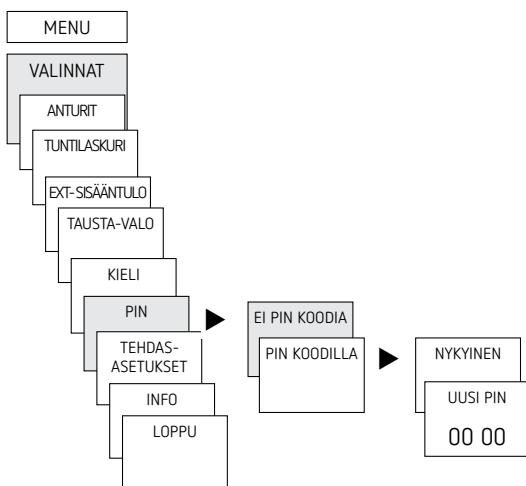 MENU
VALINNAT
ANTURIT
TUNTILASKURI
EXT-SISÄÄNTULO
TAUSTA-VALO
KIELI
PIN
TEHDAS-
ASETUKSET
INFO
LOPPU
EI PIN KOODIA
PIN KOODILLA
NYKYINEN
UUSI PIN
00 00